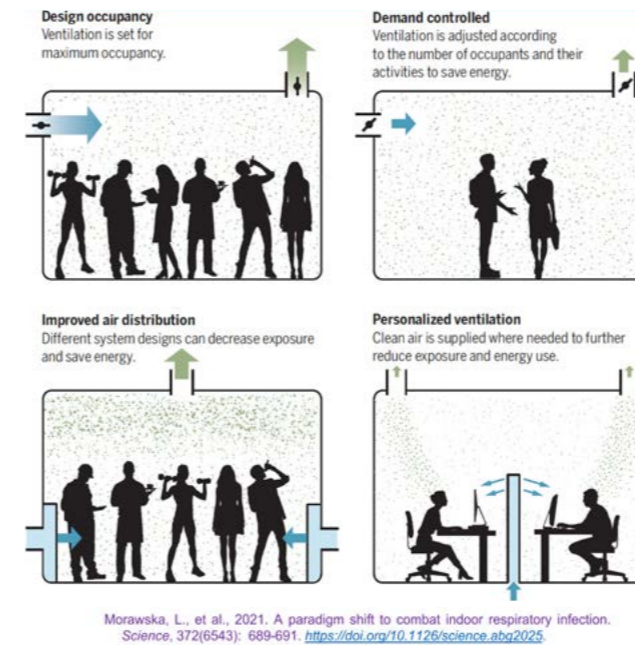 Design occupancy
Ventilation is set for
maximum occupancy.
Demand controlled
Ventilation is adjusted according
to the number of occupants and their
activities to save energy.
Improved air distribution
Different system designs can decrease exposure
and save energy.
Personalized ventilation
Clean air is supplied where needed to further
reduce exposure and energy use.
Morawska, L., et al., 2021. A paradigm shift to combat indoor respiratory infection.
Science, 372(6543): 689-691. https://doi.org/10.1126/science.abg2025.